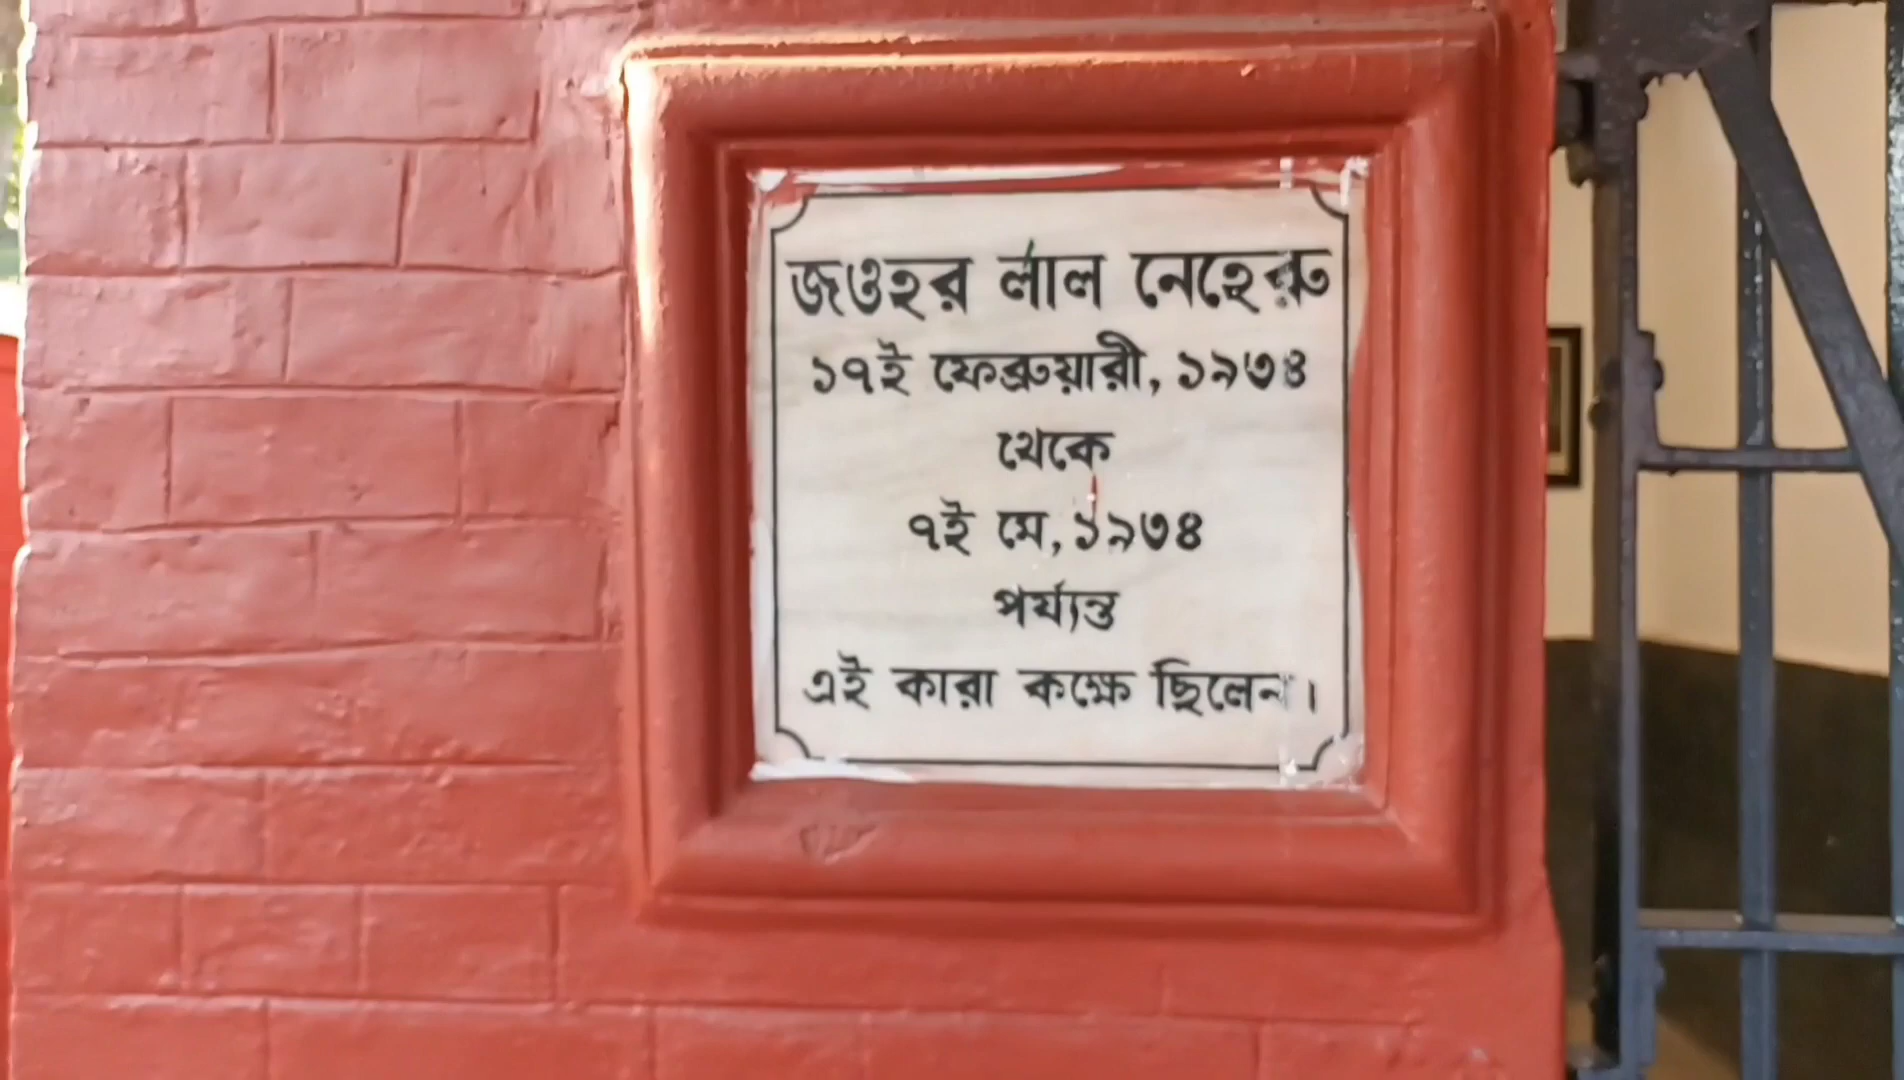 জওহর লাল নেহেরু
১৭ই ফেব্রুয়ারী, ১৯৩৪
থেকে
৭ই মে, ১৯৩৪
পর্যন্ত
এই কারা কক্ষে ছিলেন।